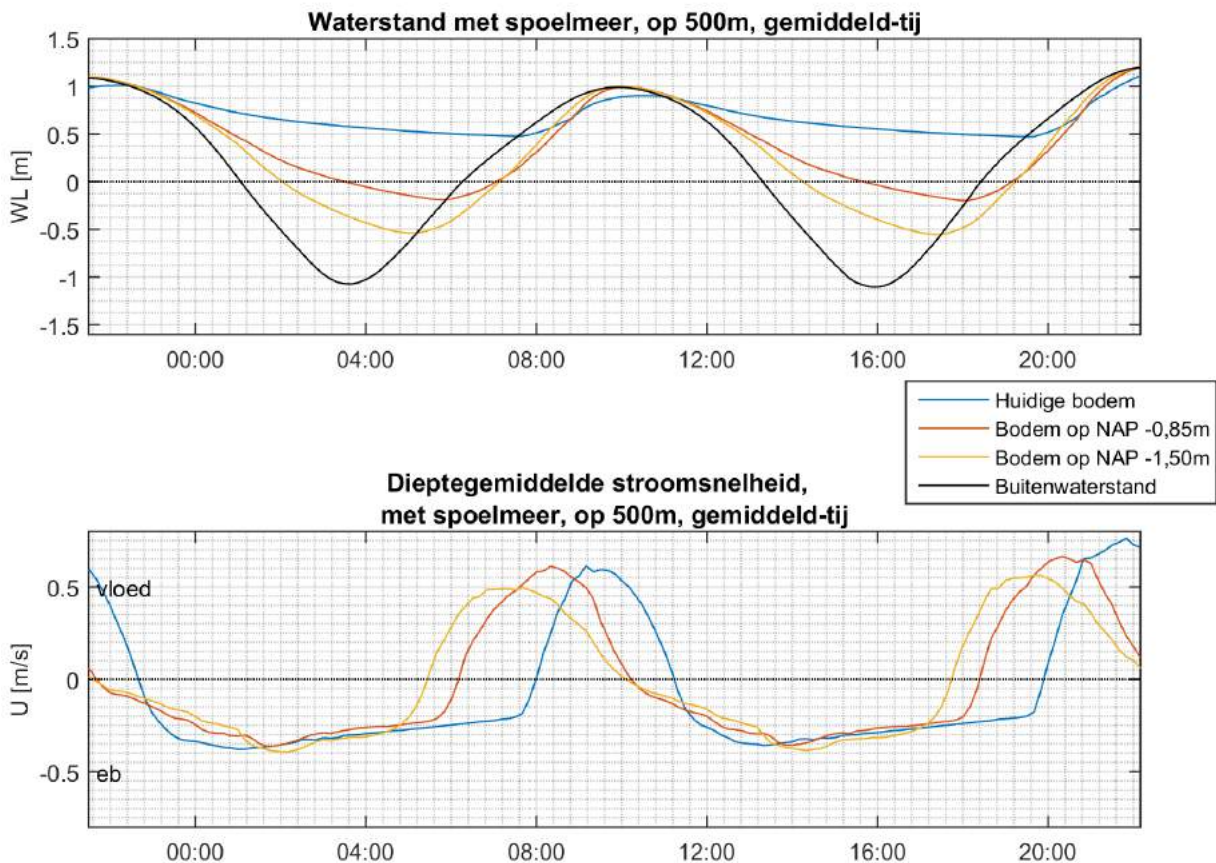 Waterstand met spoelmeer, op 500m, gemiddeld-tij
1.5
1
0.5
0
-0.5
-1
-1.5
WL [m]
00:00 04:00 08:00 12:00 16:00 20:00
Huidige bodem
Bodem op NAP -0,85m
Bodem op NAP -1,50m
Buitenwaterstand
Dieptegemiddelde stroomsnelheid,
met spoelmeer, op 500m, gemiddeld-tij
0.5
vloed
0
-0.5
eb
U [m/s]
00:00 04:00 08:00 12:00 16:00 20:00